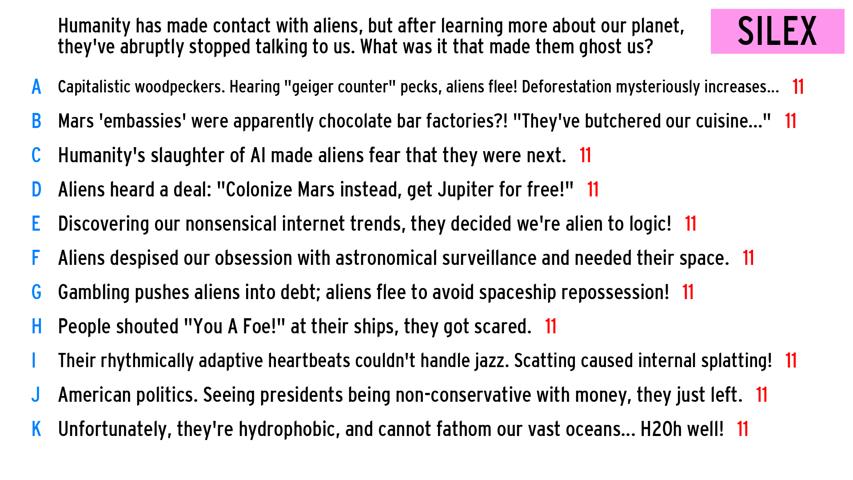 Humanity has made contact with aliens, but after learning more about our planet,
they've abruptly stopped talking to us. What was it that made them ghost us?
SILEX
A Capitalistic woodpeckers. Hearing "geiger counter" pecks, aliens flee! Deforestation mysteriously increases... 11
B Mars 'embassies' were apparently chocolate bar factories?! "They've butchered our cuisine..." 11
C Humanity's slaughter of AI made aliens fear that they were next. 11
D Aliens heard a deal: "Colonize Mars instead, get Jupiter for free!" 11
E Discovering our nonsensical internet trends, they decided we're alien to logic! 11
F Aliens despised our obsession with astronomical surveillance and needed their space. 11
G Gambling pushes aliens into debt; aliens flee to avoid spaceship repossession! 11
H People shouted "You A Foe!" at their ships, they got scared. 11
I Their rhythmically adaptive heartbeats couldn't handle jazz. Scatting caused internal splatting! 11
J American politics. Seeing presidents being non-conservative with money, they just left. 11
K Unfortunately, they're hydrophobic, and cannot fathom our vast oceans... H2Oh well! 11